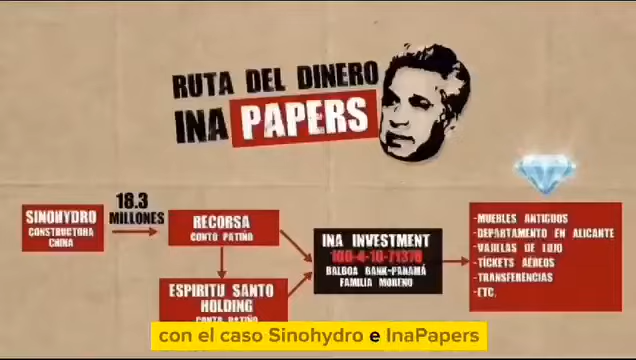 RUTA DEL DINERO
INA PAPERS
SINOHYDRO
CONSTRUCTORA
CHINA
18.3
MILLONES
RECORSA
CONTO PATIÑO
ESPIRITU SANTO
HOLDING
CONTO PATIÑO
INA INVESTMENT
100-4-10-71378
BALBOA BANK-PANAMÁ
FAMILIA MORENO
-MUEBLES ANTIGUOS
-DEPARTAMENTO EN ALICANTE
-VAJILLAS DE LUJO
-TÍCKETS AÉREOS
-TRANSFERENCIAS
-ETC.
con el caso Sinohydro e InaPapers